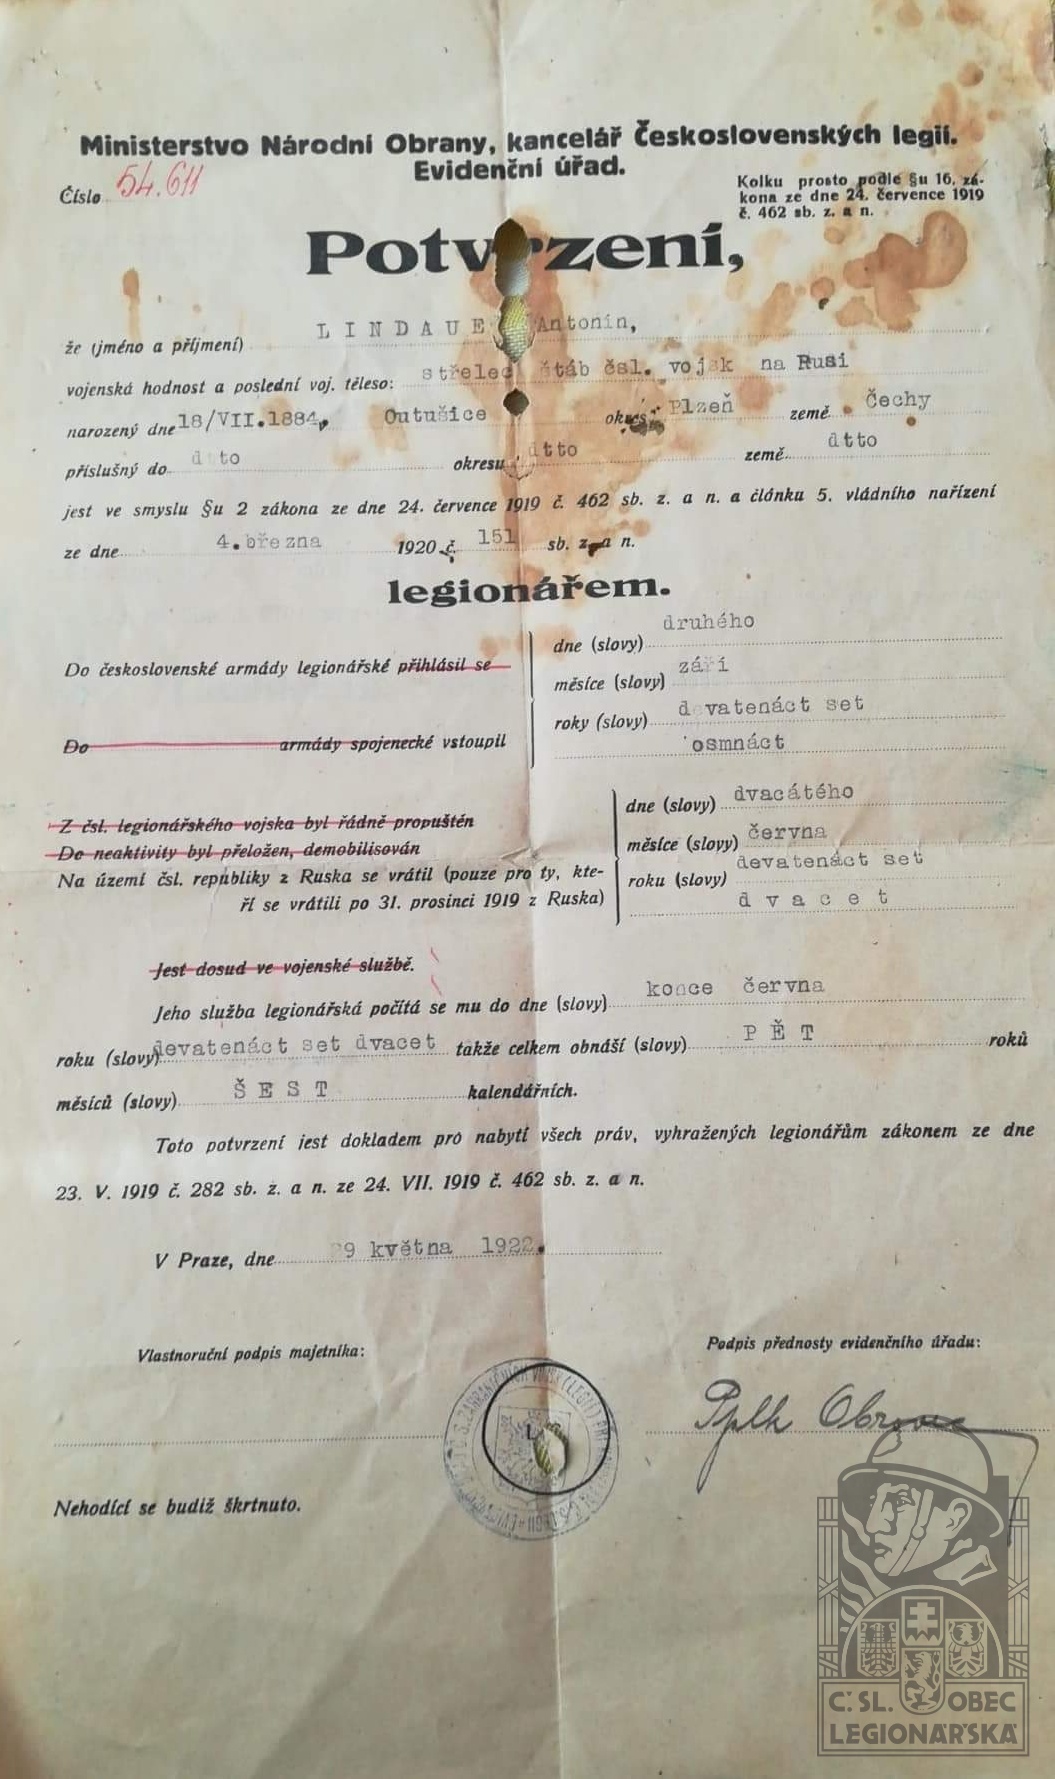 Ministerstvo Národní Obrany, kancelář Československých legií.
Evidenční úřad.
Číslo 54.611
Kolku prosto podle §u 16, zá-
kona ze dne 24. července 1919
č. 462 sb. z. a n.
Potvrzení,
že (jméno a příjmení) LINDAUE Antonín,
vojenská hodnost a poslední voj. těleso: střelec štáb čsl. vojsk na Rusi
narozený dne 18/VII.1884, Outušice okres Plzeň země Čechy
příslušný do dtto okresu dtto země dtto
jest ve smyslu §u 2 zákona ze dne 24. července 1919 č. 462 sb. z. a n. a článku 5. vládního nařízení
ze dne 4. března 1920 č. 151 sb. z. a n.
legionářem.
Do československé armády legionářské přihlásil se
Do armády spojenecké vstoupil
dne (slovy) druhého
měsíce (slovy) září
roky (slovy) devatenáct set
osmnáct
Z čsl. legionářského vojska byl řádně propuštěn
Do neaktivity byl přeložen, demobilisován
Na území čsl. republiky z Ruska se vrátil (pouze pro ty, kte-
ří se vrátili po 31. prosinci 1919 z Ruska)
dne (slovy) dvacátého
měsíce (slovy) června
roku (slovy) devatenáct set
dvacet
Jest dosud ve vojenské službě.
Jeho služba legionářská počítá se mu do dne (slovy) konce června
roku (slovy) devatenáct set dvacet takže celkem obnáší (slovy) PĚT roků
měsíců (slovy) ŠEST kalendářních.
Toto potvrzení jest dokladem pro nabytí všech práv, vyhražených legionářům zákonem ze dne
23. V. 1919 č. 282 sb. z. a n. ze 24. VII. 1919 č. 462 sb. z. a n.
V Praze, dne 9 května 1922.
Vlastnoruční podpis majetníka:
Podpis přednosty evidenčního úřadu:
Pplk
Nehodící se budiž škrtnuto.
Č.SL. OBEC
LEGIONÁŘSKÁ